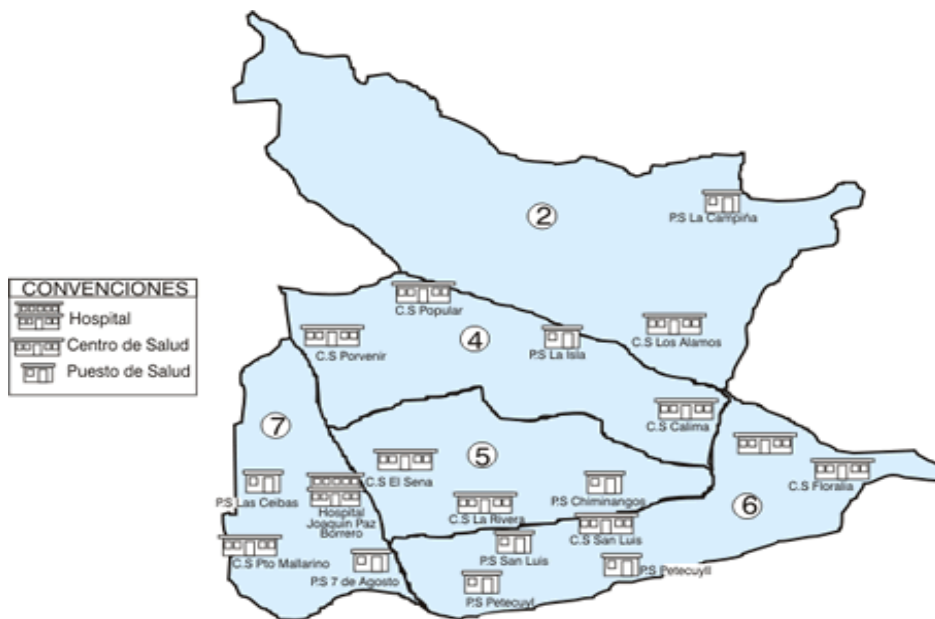 2
P.S La Campiña
CONVENCIONES
Hospital
Centro de Salud
Puesto de Salud
C.S Popular
C.S Porvenir
4
P.S La Isla
C.S Los Alamos
C.S Calima
7
5
C.S El Sena
P.S Las Ceibas
Hospital
Joaquin Paz
Borrero
C.S La Rivera
P.S Chiminangos
C.S Floralia
6
C.S San Luis
P.S San Luis
C.S Pto Mallarino
P.S 7 de Agosto
P.S PetecuyI
P.S PetecuyII